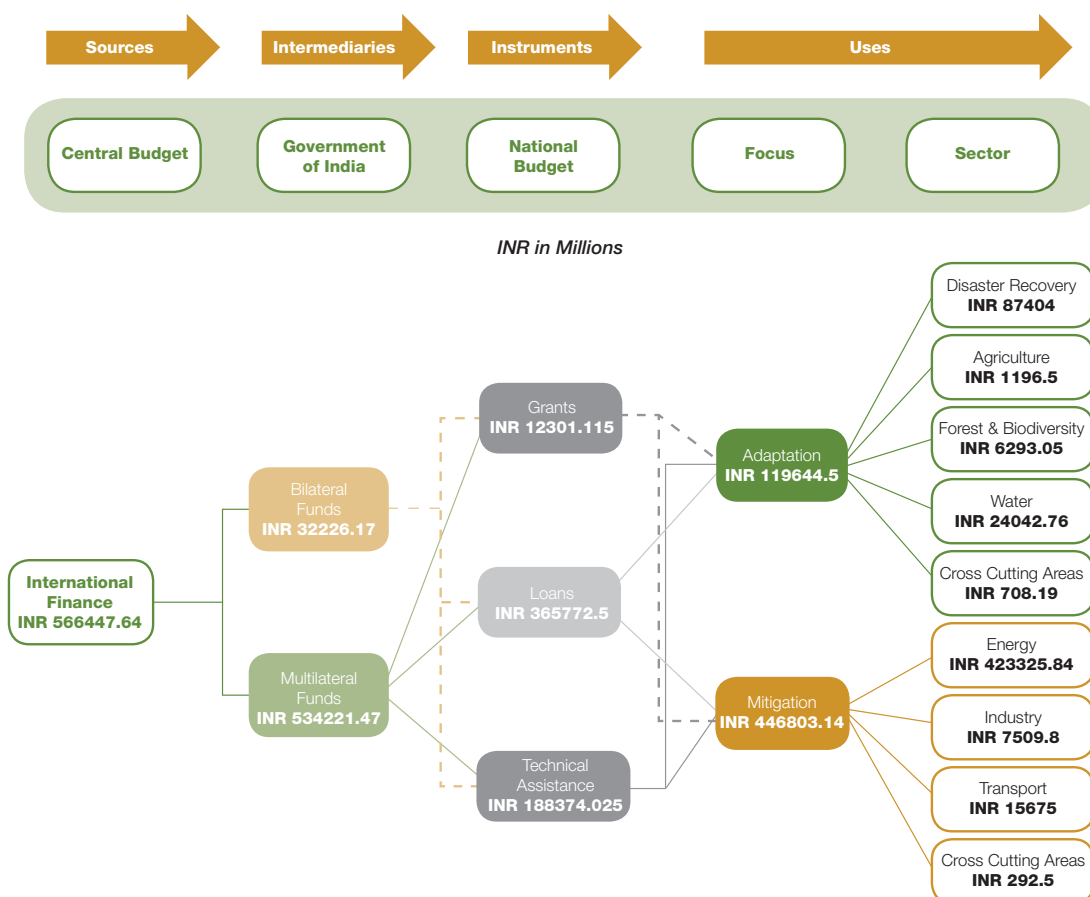 Sources
Intermediaries
Instruments
Uses
Central Budget
Government
of India
National
Budget
Focus
Sector
INR in Millions
International
Finance
INR 566447.64
Bilateral
Funds
INR 32226.17
Multilateral
Funds
INR 534221.47
Grants
INR 12301.115
Loans
INR 365772.5
Technical
Assistance
INR 188374.025
Adaptation
INR 119644.5
Mitigation
INR 446803.14
Disaster Recovery
INR 87404
Agriculture
INR 1196.5
Forest & Biodiversity
INR 6293.05
Water
INR 24042.76
Cross Cutting Areas
INR 708.19
Energy
INR 423325.84
Industry
INR 7509.8
Transport
INR 15675
Cross Cutting Areas
INR 292.5